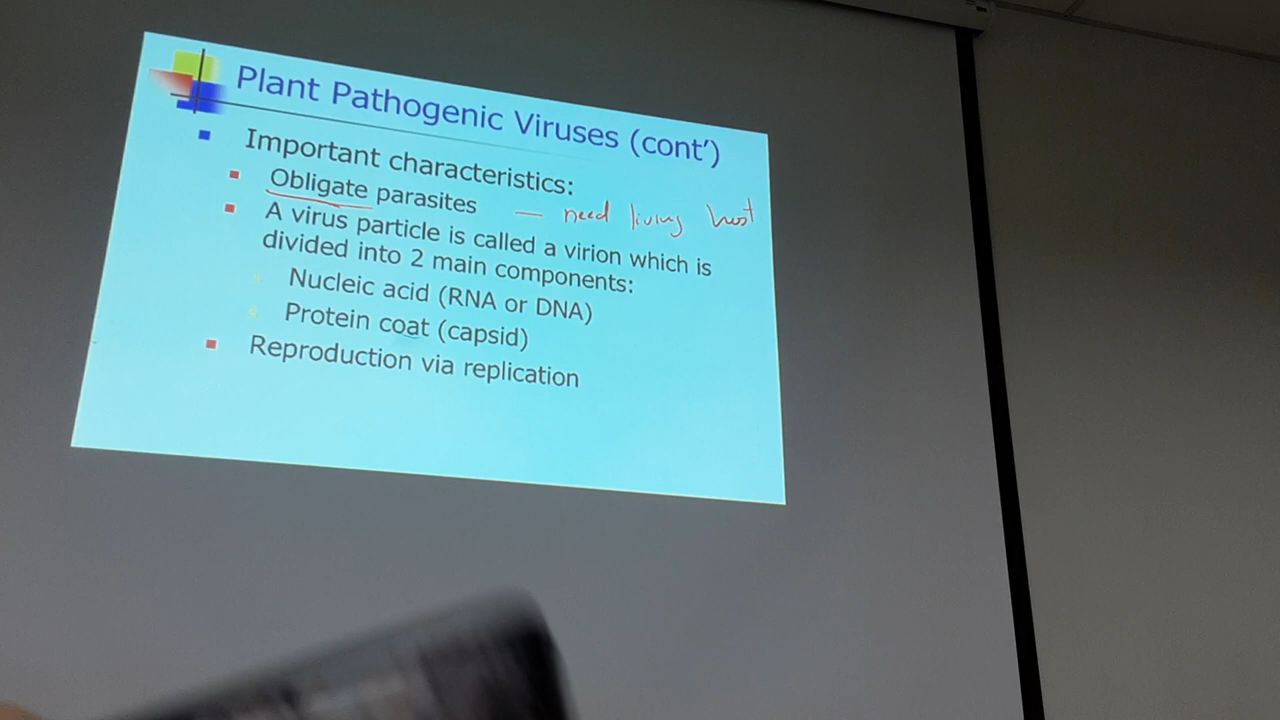 Plant Pathogenic Viruses (cont')
Important characteristics:
Obligate parasites — need living host
A virus particle is called a virion which is
divided into 2 main components:
Nucleic acid (RNA or DNA)
Protein coat (capsid)
Reproduction via replication